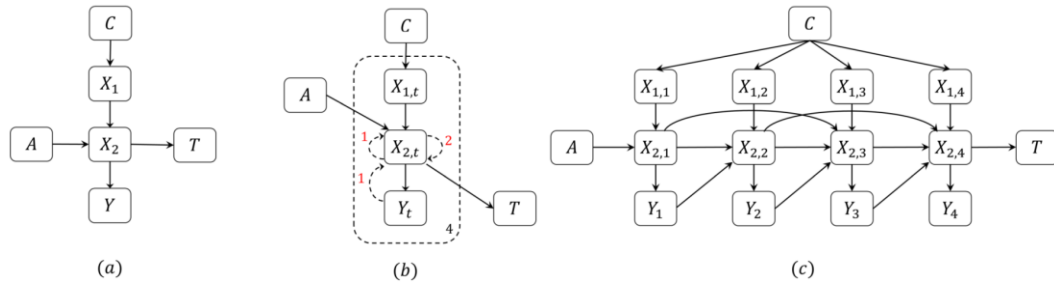 C
X₁
A X₂ T
Y
(a)
C
X₁,ₜ
A
1 X₂,ₜ 2
1
Yₜ T
4
(b)
C
X₁,₁ X₁,₂ X₁,₃ X₁,₄
A X₂,₁ X₂,₂ X₂,₃ X₂,₄ T
Y₁ Y₂ Y₃ Y₄
(c)